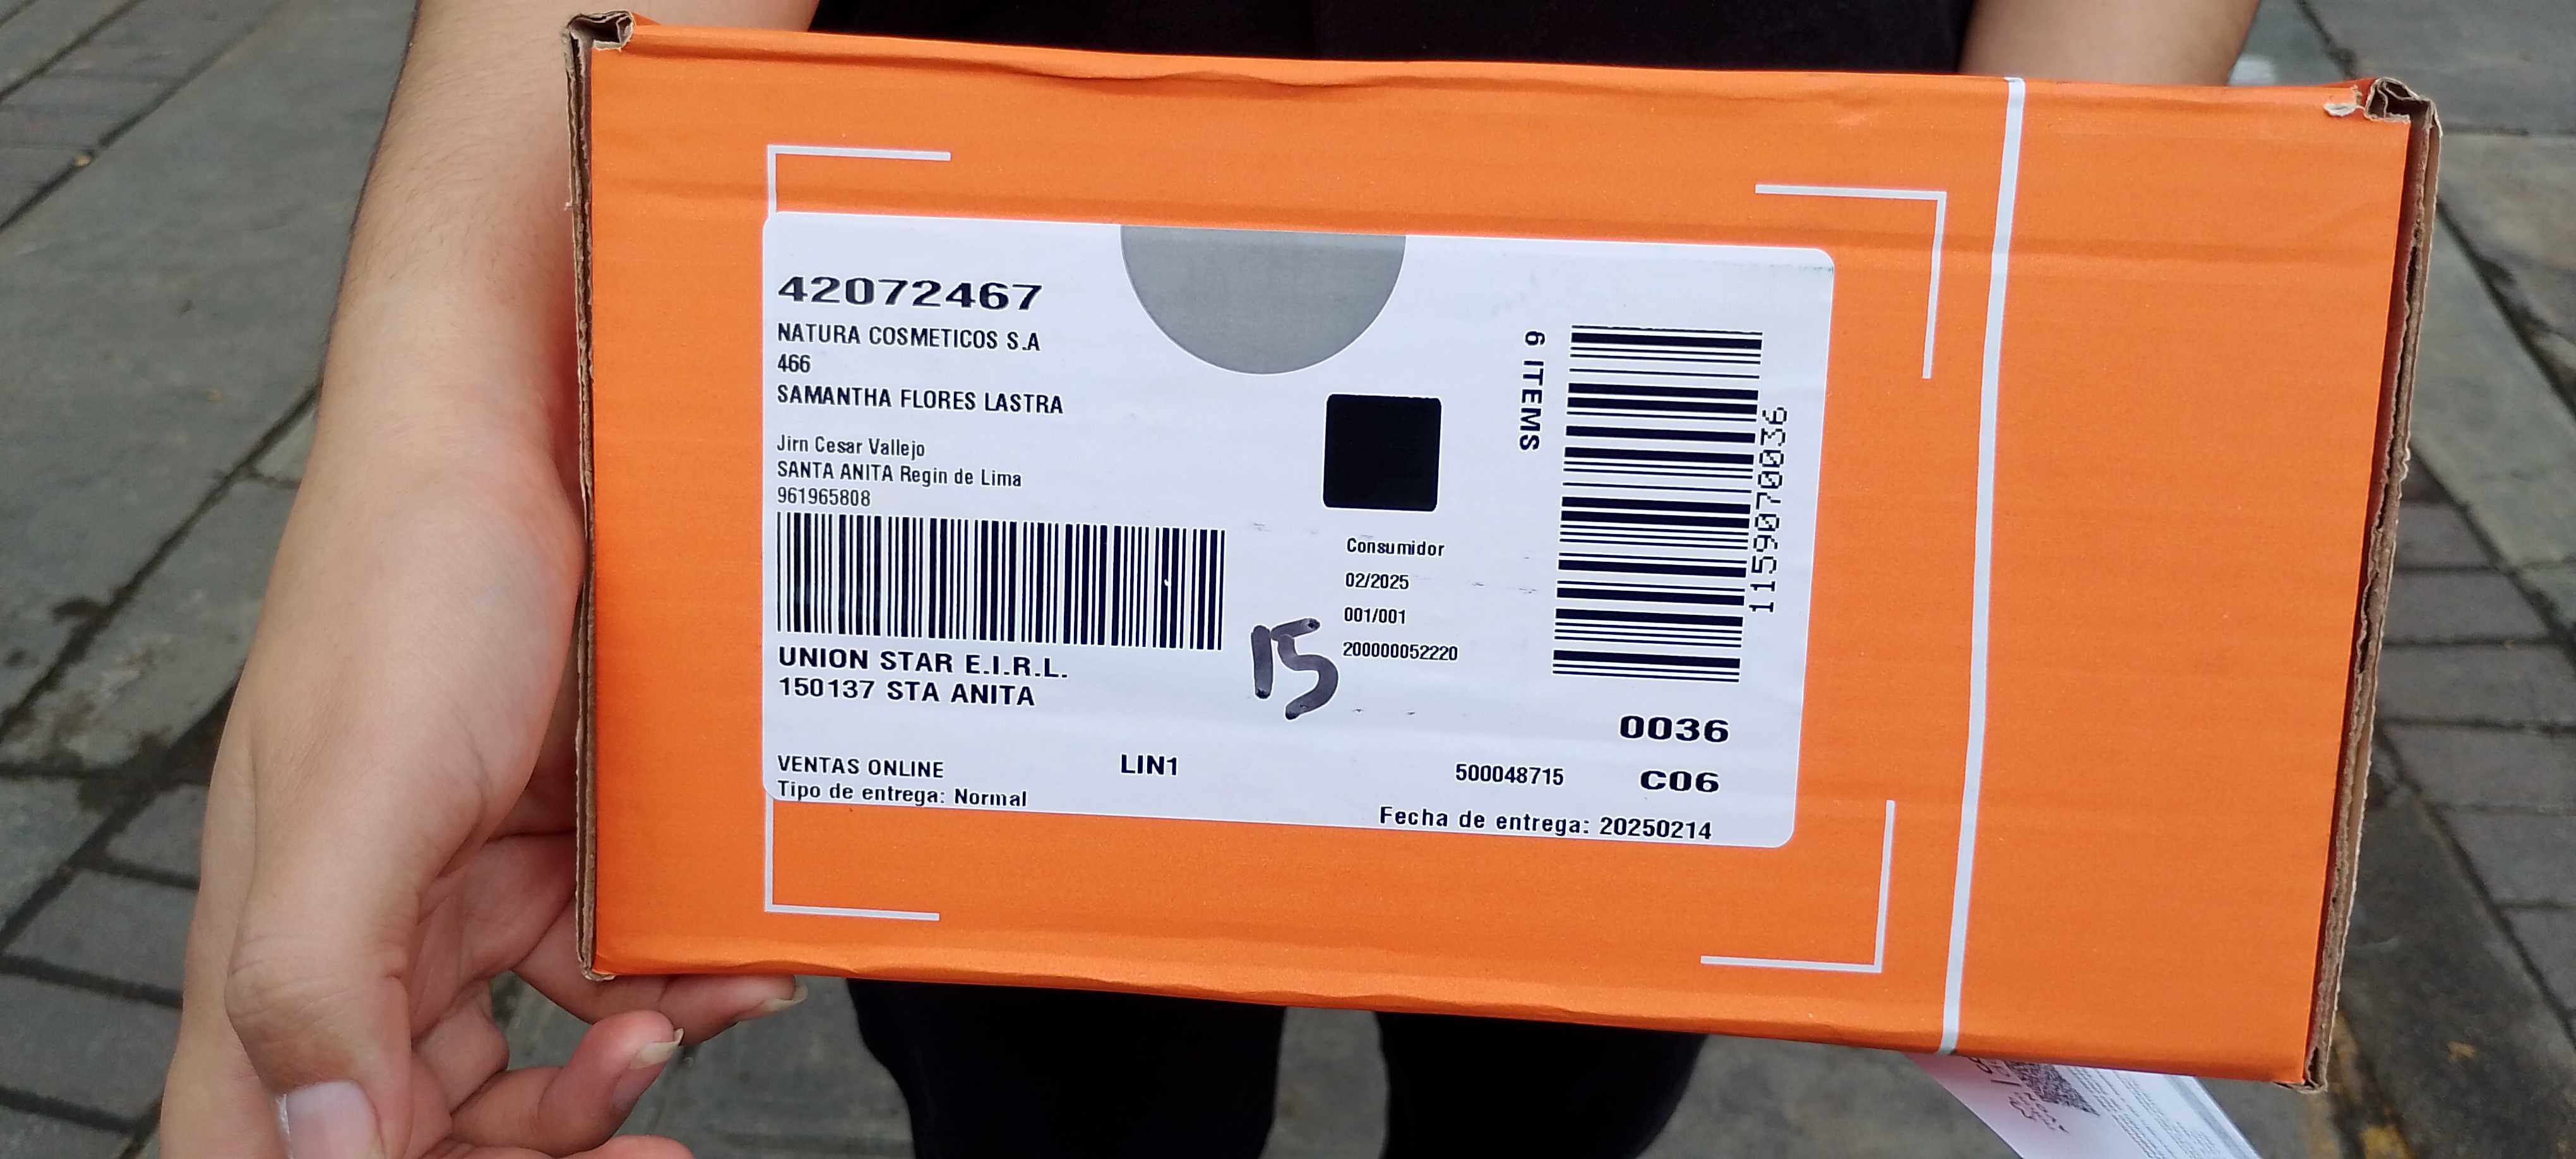 42072467
NATURA COSMETICOS S.A
466
SAMANTHA FLORES LASTRA
Jirn Cesar Vallejo
SANTA ANITA Regin de Lima
961965808
UNION STAR E.I.R.L.
150137 STA ANITA
VENTAS ONLINE
Tipo de entrega: Normal
LIN1
15
Consumidor
02/2025
001/001
200000052220
6 ITEMS
11590700036
0036
500048715
C06
Fecha de entrega: 20250214